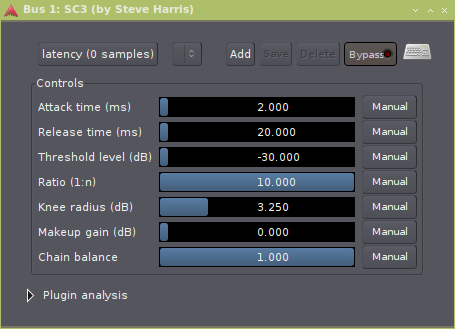 Bus 1: SC3 (by Steve Harris)
latency (0 samples) Add Save Delete Bypass
Controls
Attack time (ms) 2.000 Manual
Release time (ms) 20.000 Manual
Threshold level (dB) -30.000 Manual
Ratio (1:n) 10.000 Manual
Knee radius (dB) 3.250 Manual
Makeup gain (dB) 0.000 Manual
Chain balance 1.000 Manual
Plugin analysis